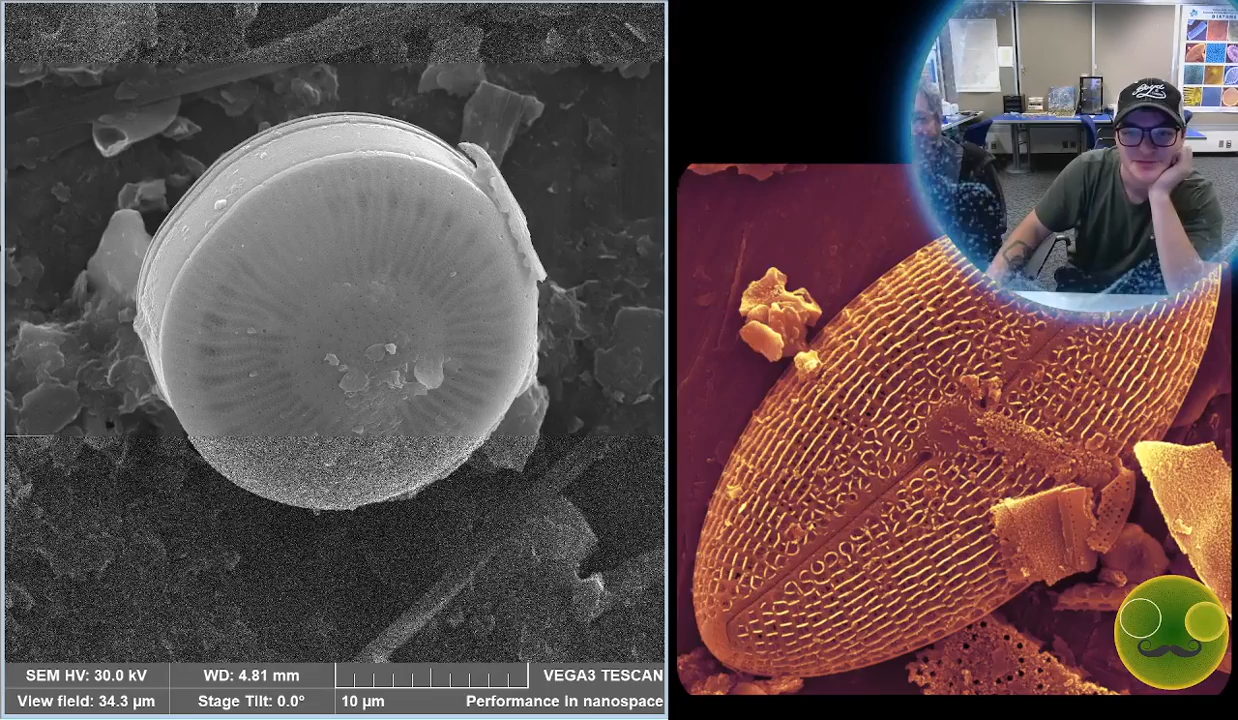 SEM HV: 30.0 kV
WD: 4.81 mm
VEGA3 TESCAN
View field: 34.3 µm
Stage Tilt: 0.0°
10 µm
Performance in nanospace
DIATOMS